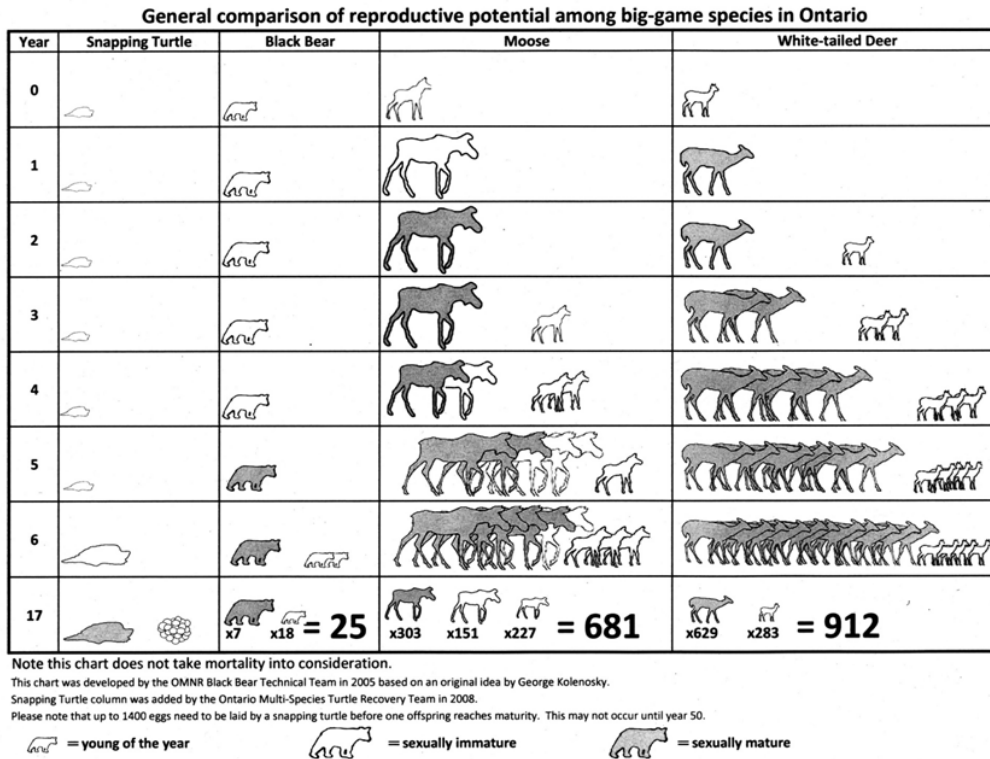 General comparison of reproductive potential among big-game species in Ontario
Year Snapping Turtle Black Bear Moose White-tailed Deer
0
1
2
3
4
5
6
17
x7 x18 = 25 x303 x151 x227 = 681 x629 x283 = 912
Note this chart does not take mortality into consideration.
This chart was developed by the OMNR Black Bear Technical Team in 2005 based on an original idea by George Kolenosky.
Snapping Turtle column was added by the Ontario Multi-Species Turtle Recovery Team in 2008.
Please note that up to 1400 eggs need to be laid by a snapping turtle before one offspring reaches maturity. This may not occur until year 50.
= young of the year = sexually immature = sexually mature